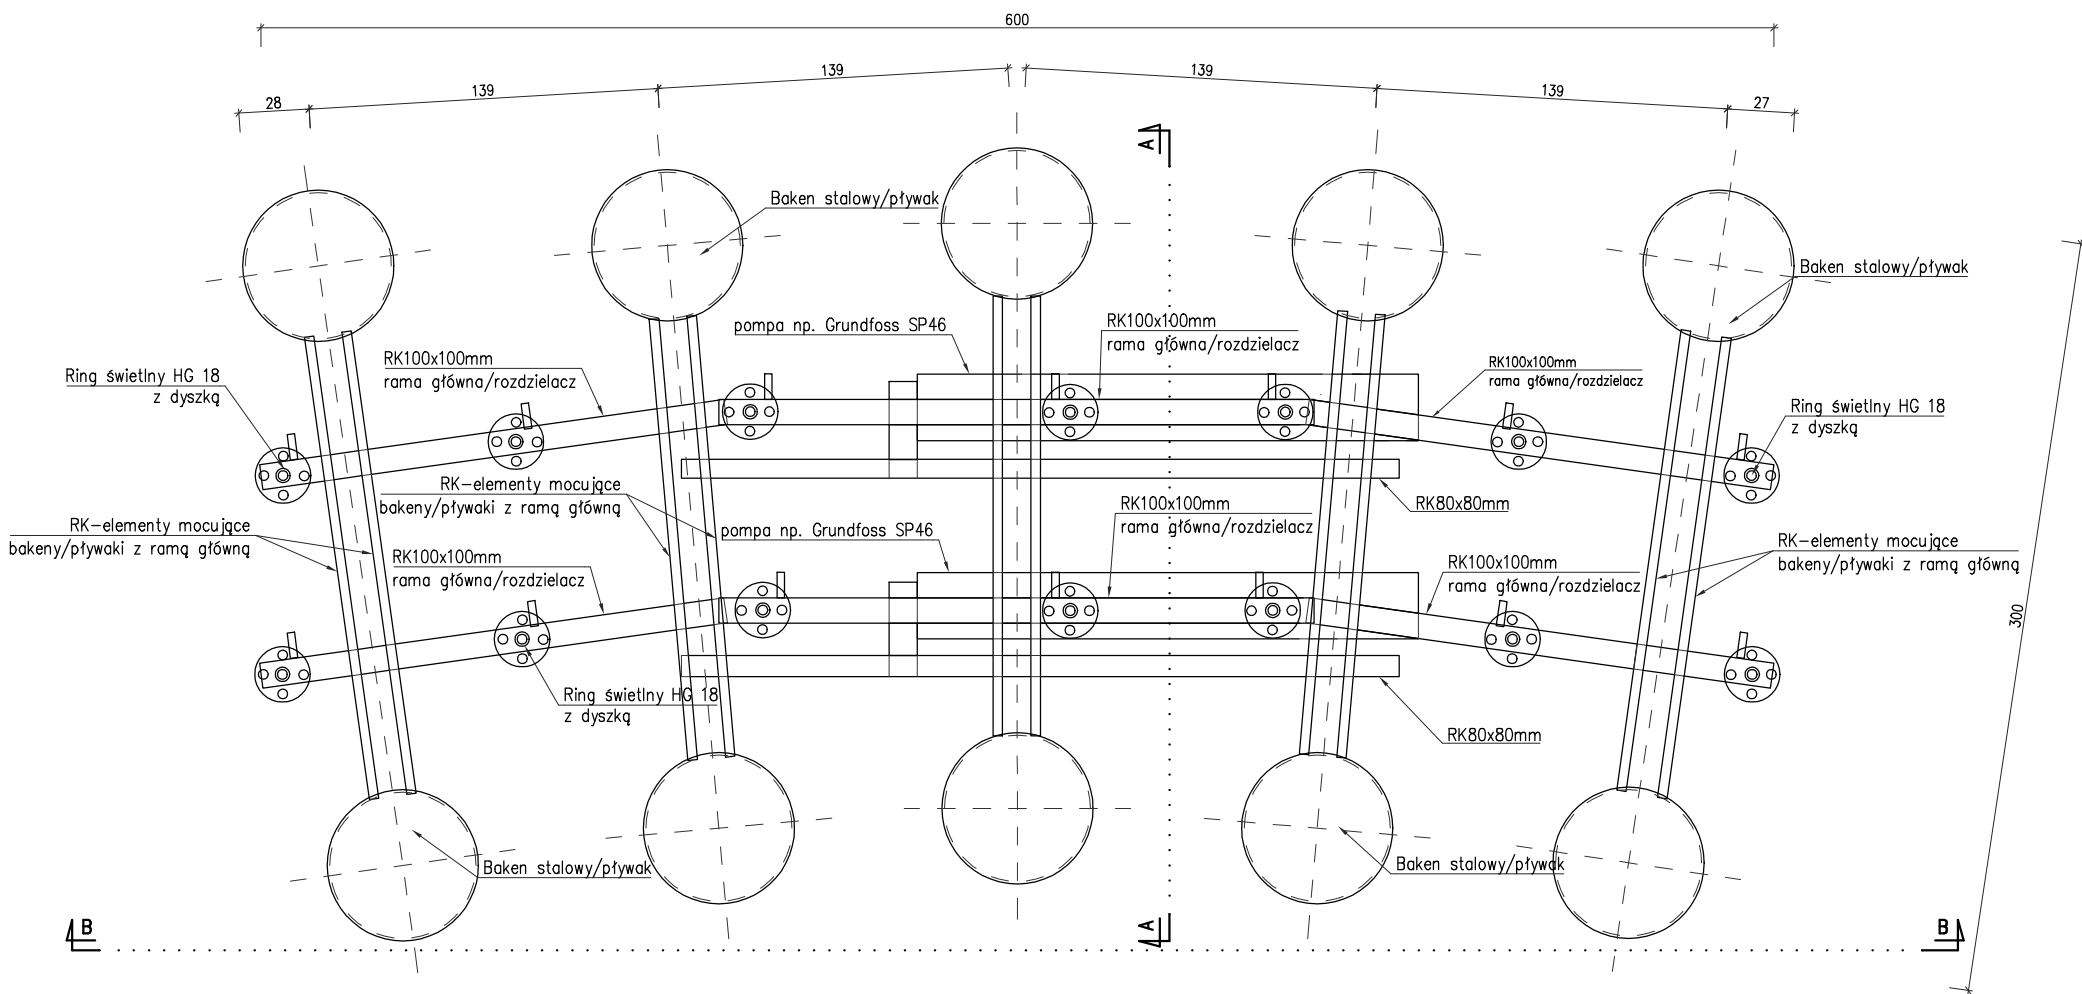 600
139
139
139
139
28
27
A
Baken stalowy/pływak
Baken stalowy/pływak
pompa np. Grundfoss SP46
RK100x100mm
rama główna/rozdzielacz
RK100x100mm
rama główna/rozdzielacz
RK100x100mm
rama główna/rozdzielacz
Ring świetlny HG 18
z dyszką
Ring świetlny HG 18
z dyszką
RK-elementy mocujące
bakeny/pływaki z ramą główną
RK100x100mm
rama główna/rozdzielacz
RK80x80mm
RK-elementy mocujące
bakeny/pływaki z ramą główną
pompa np. Grundfoss SP46
RK-elementy mocujące
bakeny/pływaki z ramą główną
RK100x100mm
rama główna/rozdzielacz
RK100x100mm
rama główna/rozdzielacz
300
Ring świetlny HG 18
z dyszką
RK80x80mm
Baken stalowy/pływak
Baken stalowy/pływak
B
A
B